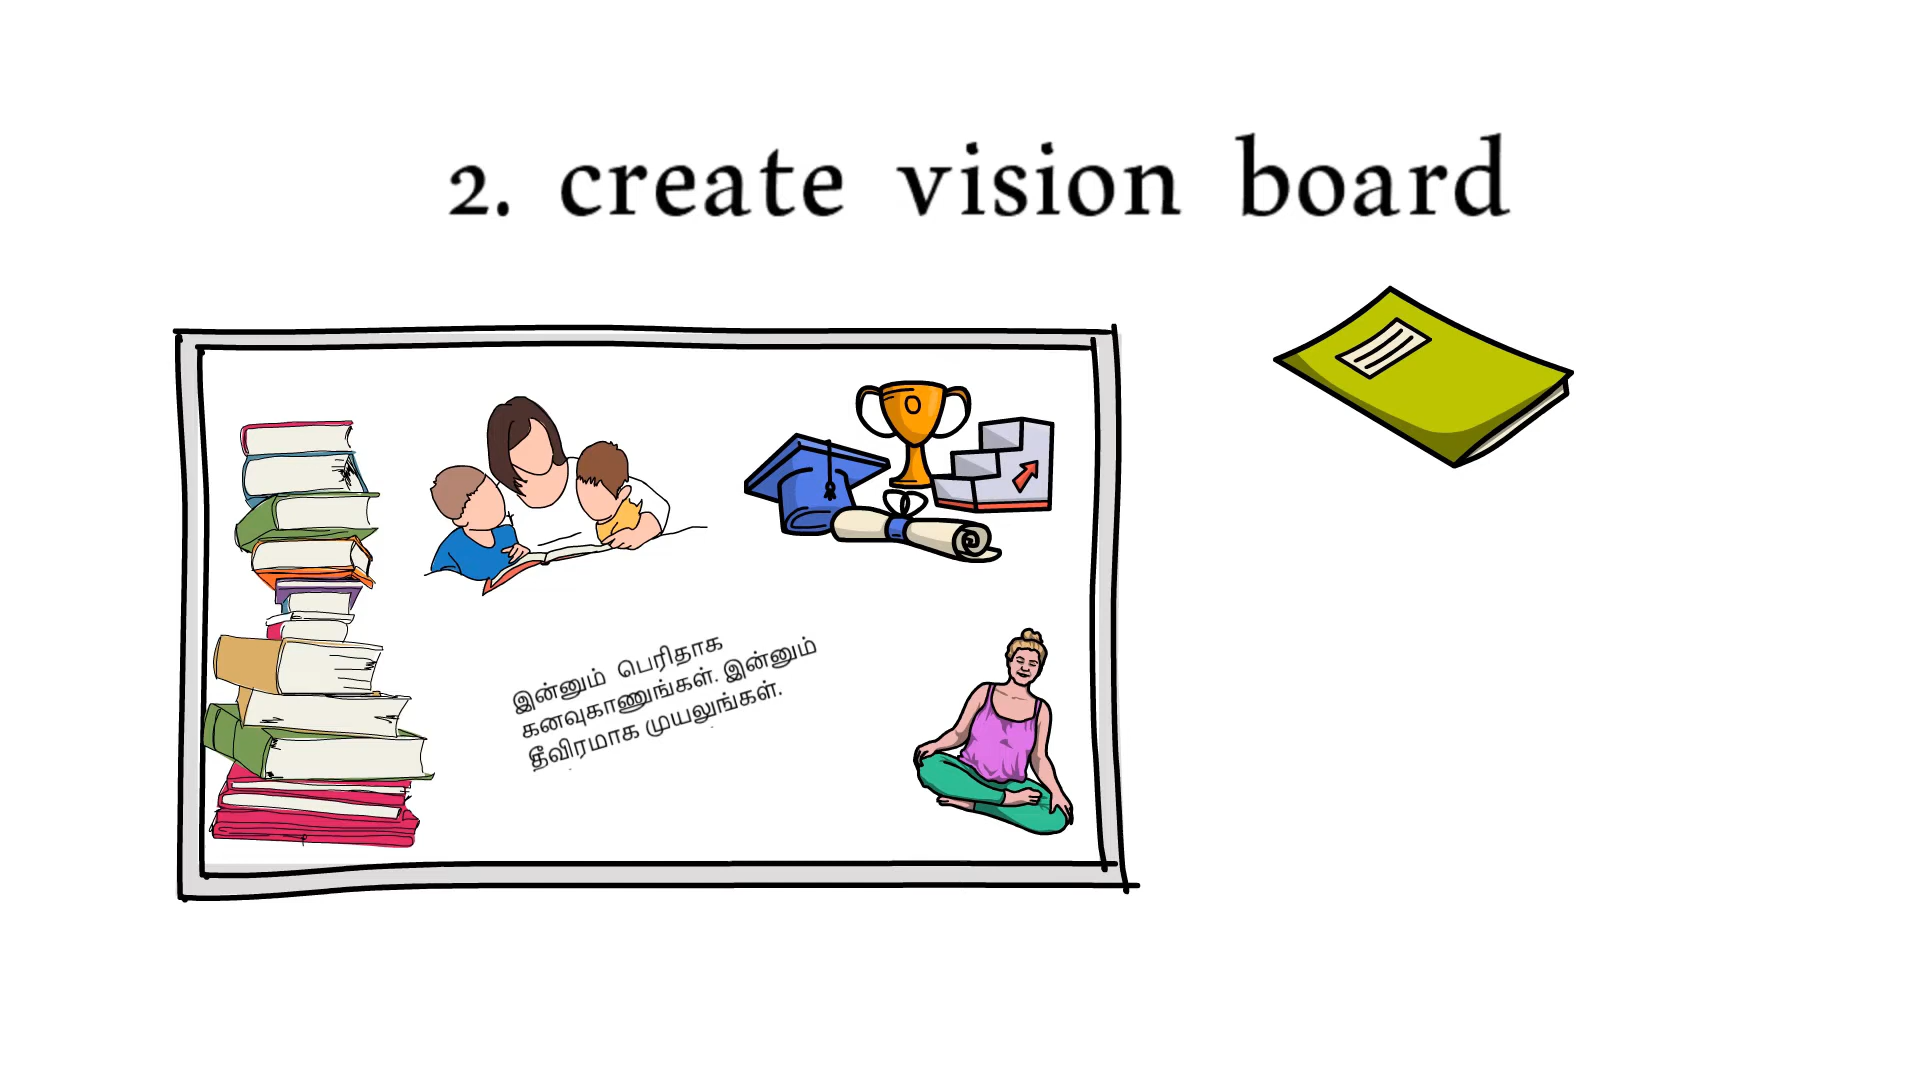 2. create vision board
இன்னும் பெரிதாக
கனவுகாணுங்கள். இன்னும்
தீவிரமாக முயலுங்கள்.